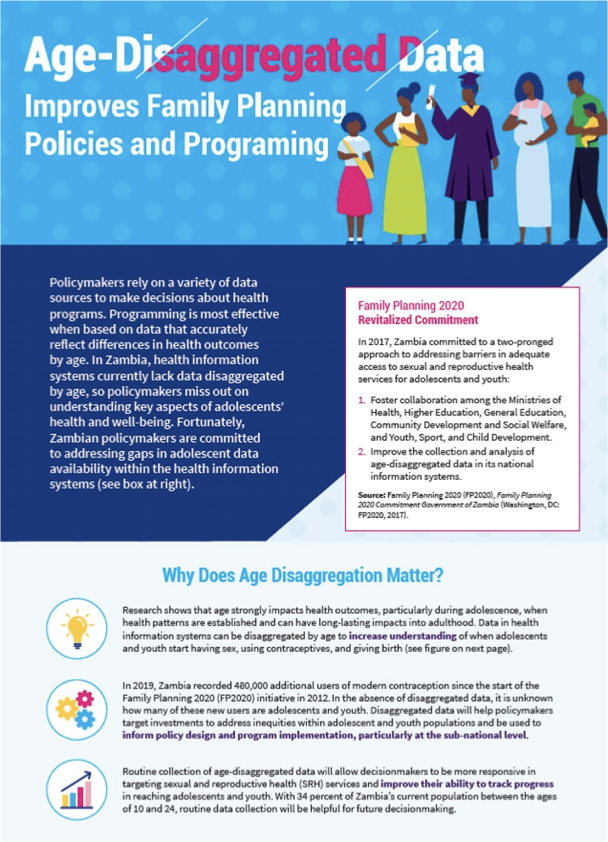 Age-Disaggregated Data
Improves Family Planning
Policies and Programing
Policymakers rely on a variety of data
sources to make decisions about health
programs. Programming is most effective
when based on data that accurately
reflect differences in health outcomes
by age. In Zambia, health information
systems currently lack data disaggregated
by age, so policymakers miss out on
understanding key aspects of adolescents'
health and well-being. Fortunately,
Zambian policymakers are committed
to addressing gaps in adolescent data
availability within the health information
systems (see box at right).
Family Planning 2020
Revitalized Commitment
In 2017, Zambia committed to a two-pronged
approach to addressing barriers in adequate
access to sexual and reproductive health
services for adolescents and youth:
1. Foster collaboration among the Ministries of
Health, Higher Education, General Education,
Community Development and Social Welfare,
and Youth, Sport, and Child Development.
2. Improve the collection and analysis of
age-disaggregated data in its national
information systems.
Source: Family Planning 2020 (FP2020), Family Planning
2020 Commitment Government of Zambia (Washington, DC:
FP2020, 2017).
Why Does Age Disaggregation Matter?
Research shows that age strongly impacts health outcomes, particularly during adolescence, when
health patterns are established and can have long-lasting impacts into adulthood. Data in health
information systems can be disaggregated by age to increase understanding of when adolescents
and youth start having sex, using contraceptives, and giving birth (see figure on next page).
In 2019, Zambia recorded 480,000 additional users of modern contraception since the start of the
Family Planning 2020 (FP2020) initiative in 2012. In the absence of disaggregated data, it is unknown
how many of these new users are adolescents and youth. Disaggregated data will help policymakers
target investments to address inequities within adolescent and youth populations and be used to
inform policy design and program implementation, particularly at the sub-national level.
Routine collection of age-disaggregated data will allow decisionmakers to be more responsive in
targeting sexual and reproductive health (SRH) services and improve their ability to track progress
in reaching adolescents and youth. With 34 percent of Zambia's current population between the ages
of 10 and 24, routine data collection will be helpful for future decisionmaking.